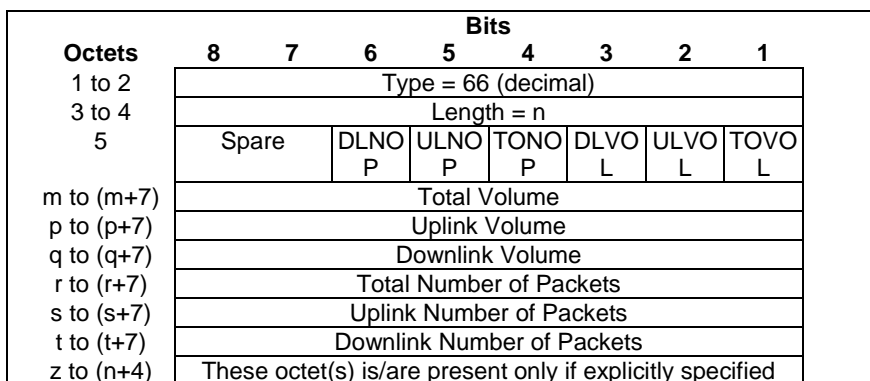 Bits
Octets 8 7 6 5 4 3 2 1
1 to 2 Type = 66 (decimal)
3 to 4 Length = n
5 Spare DLNO ULNO TONO DLVO ULVO TOVO
P P P L L L
m to (m+7) Total Volume
p to (p+7) Uplink Volume
q to (q+7) Downlink Volume
r to (r+7) Total Number of Packets
s to (s+7) Uplink Number of Packets
t to (t+7) Downlink Number of Packets
z to (n+4) These octet(s) is/are present only if explicitly specified